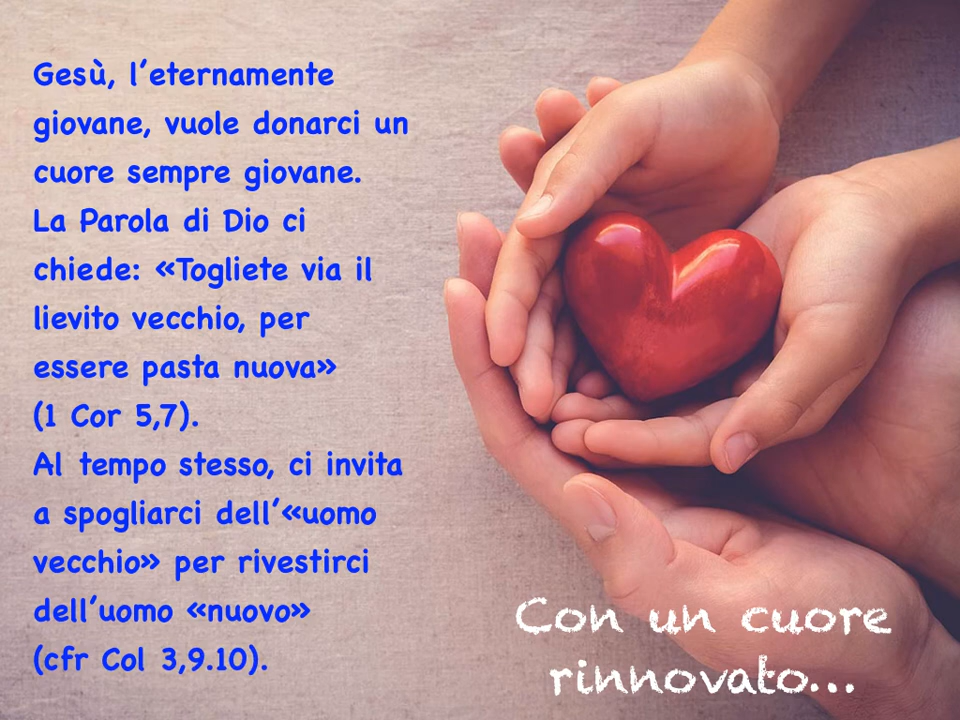 Gesù, l’eternamente
giovane, vuole donarci un
cuore sempre giovane.
La Parola di Dio ci
chiede: «Togliete via il
lievito vecchio, per
essere pasta nuova»
(1 Cor 5,7).
Al tempo stesso, ci invita
a spogliarci dell’«uomo
vecchio» per rivestirci
dell’uomo «nuovo»
(cfr Col 3,9.10).
Con un cuore
rinnovato...